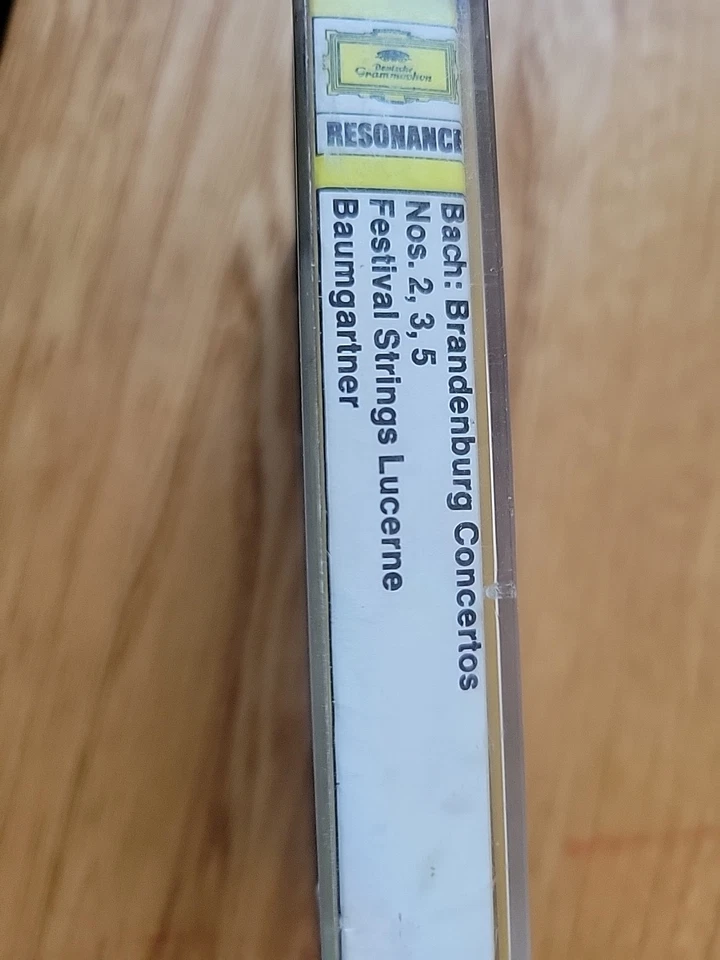 Deutsche
Grammophon
RESONANCE
Bach: Brandenburg Concertos
Nos. 2, 3, 5
Festival Strings Lucerne
Baumgartner